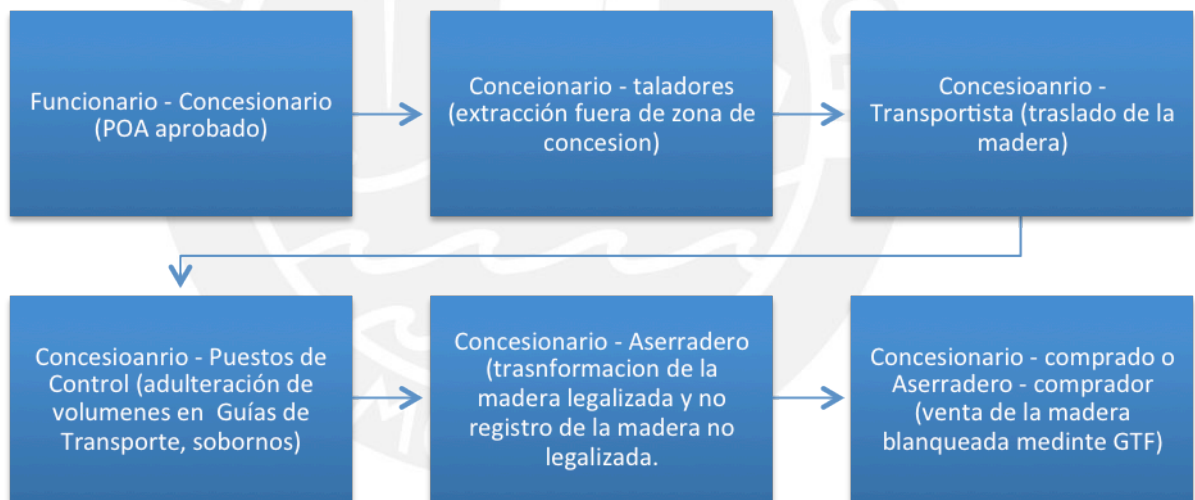 Funcionario - Concesionario
(POA aprobado)
Conceionario - taladores
(extracción fuera de zona de
concesion)
Concesioanrio -
Transportista (traslado de la
madera)
Concesioanrio - Puestos de
Control (adulteración de
volumenes en Guías de
Transporte, sobornos)
Concesionario - Aserradero
(trasnformacion de la
madera legalizada y no
registro de la madera no
legalizada.
Concesionario - comprado o
Aserradero - comprador
(venta de la madera
blanqueada medinte GTF)